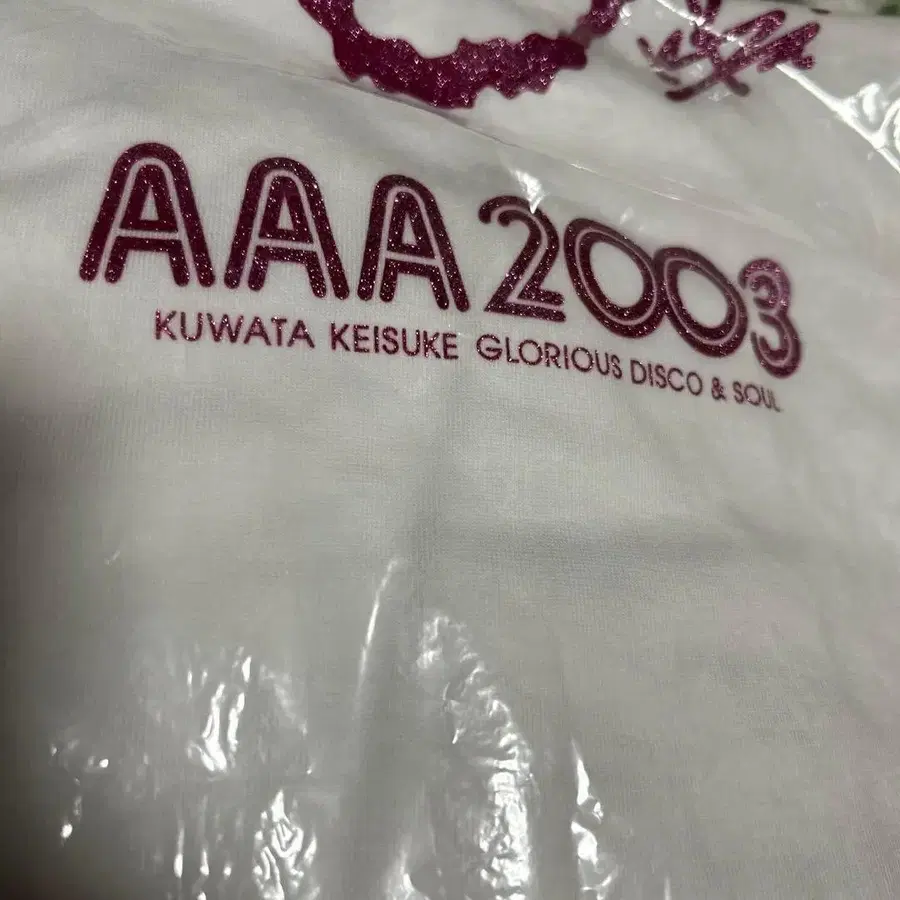 AAA2003
KUWATA KEISUKE GLORIOUS DISCO & SOUL